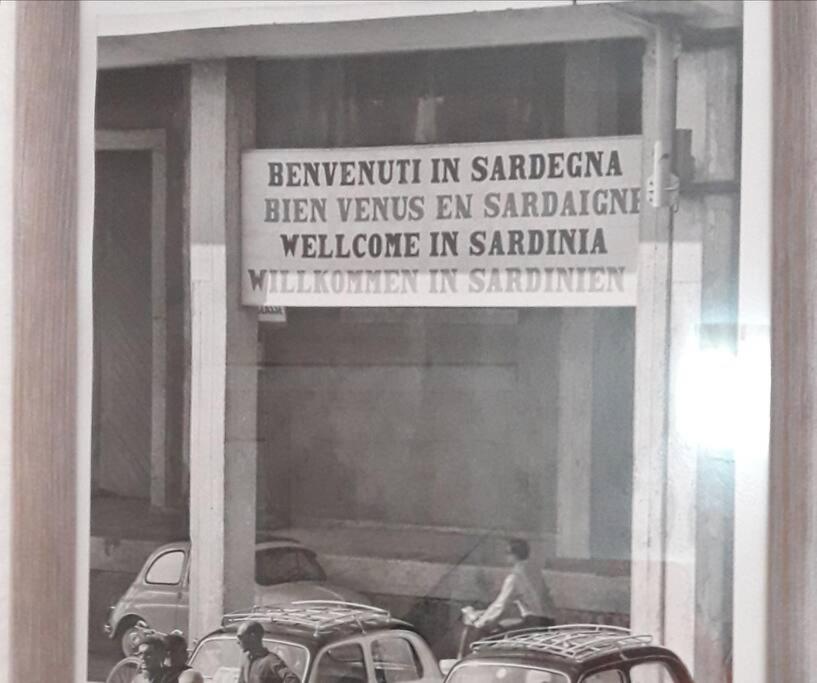 BENVENUTI IN SARDEGNA
BIEN VENUS EN SARDAIGNE
WELLCOME IN SARDINIA
WILLKOMMEN IN SARDINIEN